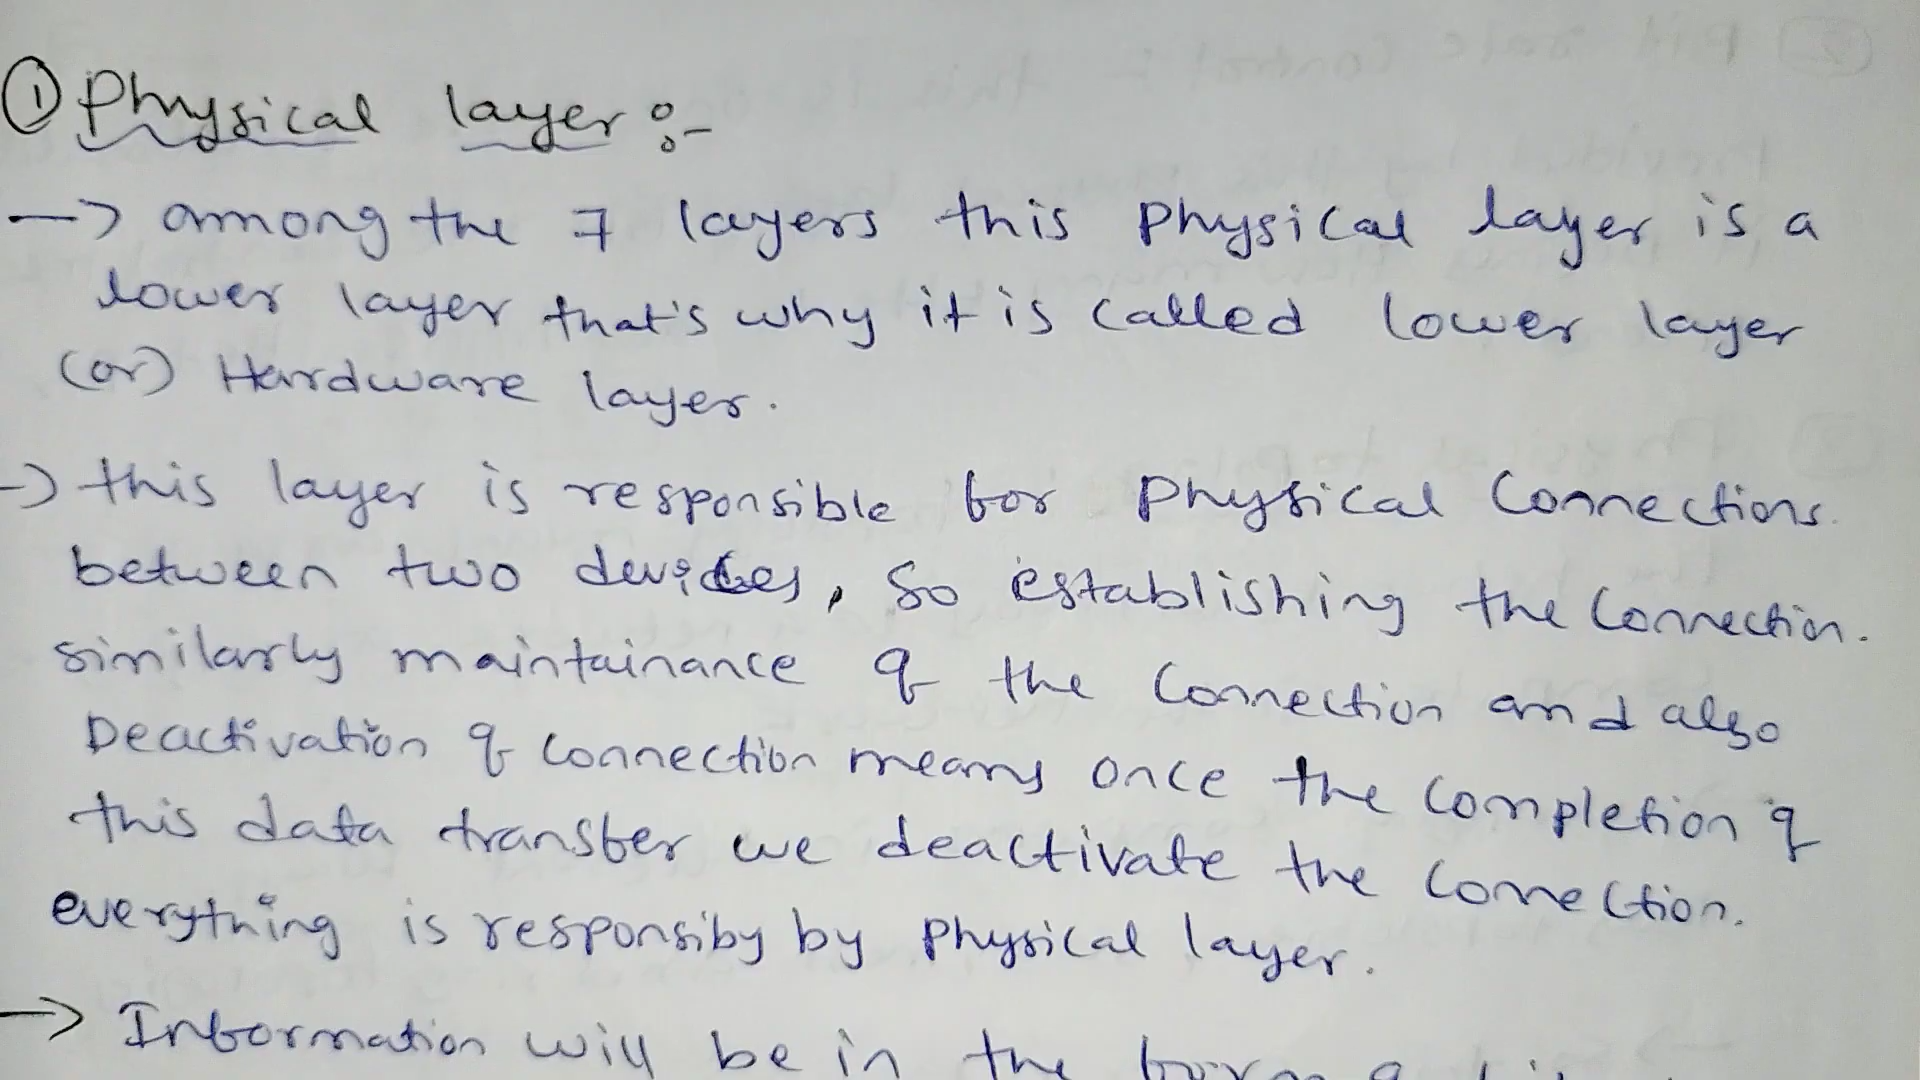 ① Physical layer :-
-> among the 7 layers this physical layer is a
lower layer that's why it is called lower layer
(or) Hardware layer.
-> this layer is responsible for physical connections
between two devices, so establishing the connection.
similarly maintainance of the connection and also
Deactivation of connection means once the completion of
this data transfer we deactivate the connection.
everything is responsiby by physical layer.
-> Information will be in the form of